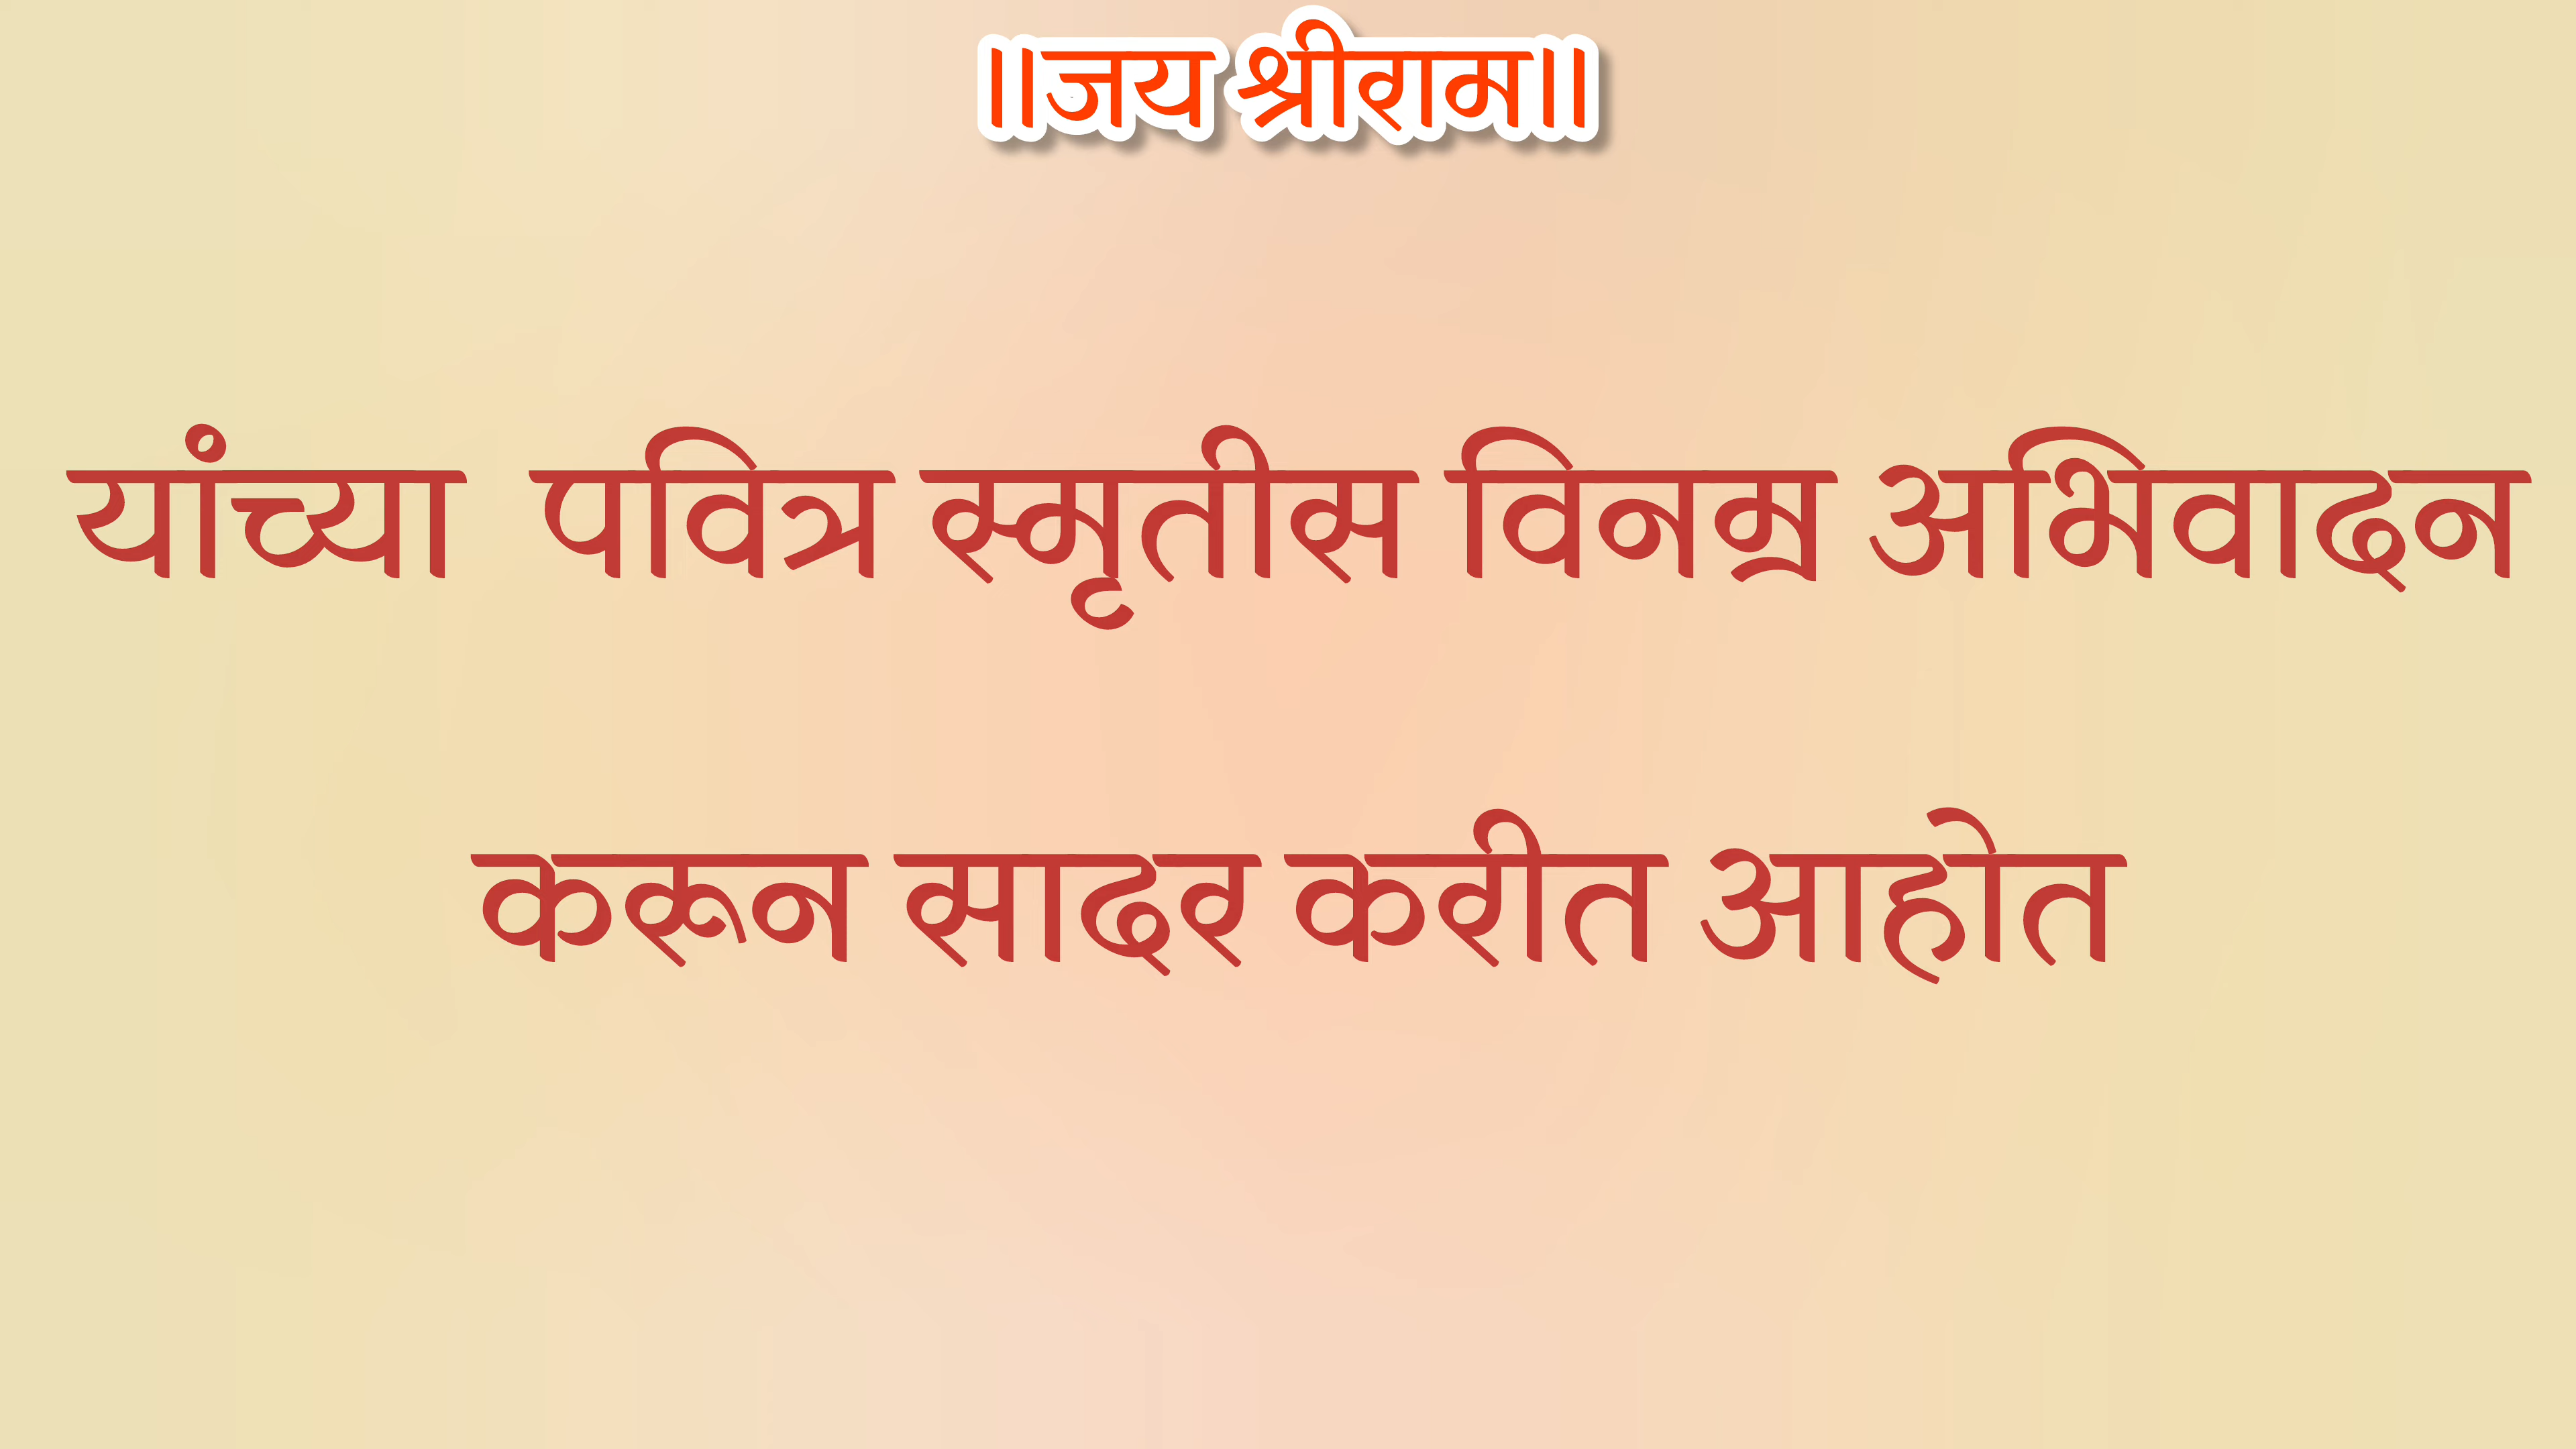 ॥जय श्रीराम॥
यांच्या पवित्र स्मृतीस विनम्र अभिवादन
करून सादर करीत आहोत